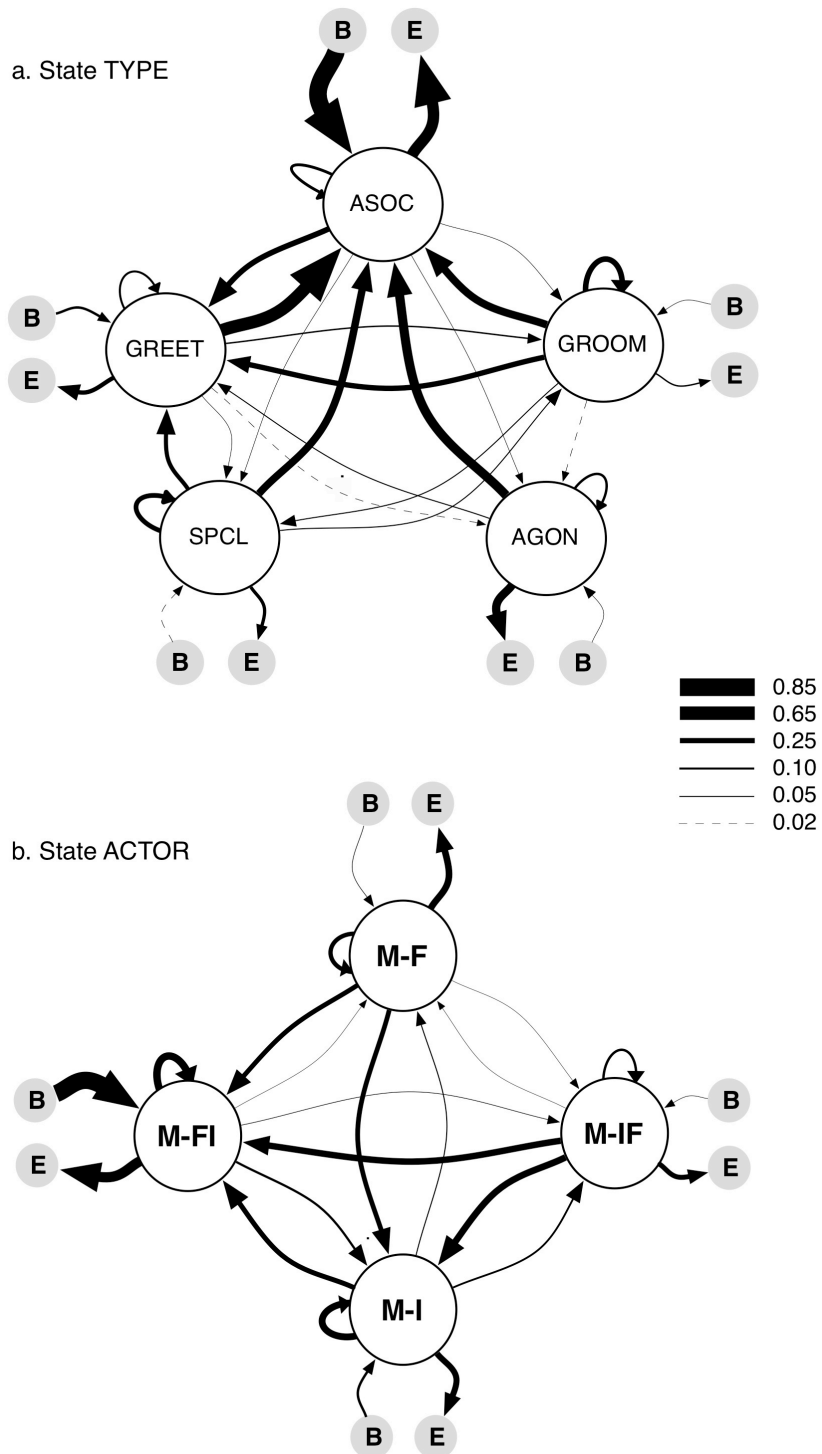 B E
a. State TYPE
ASOC
B GREET GROOM B
E E
SPCL AGON
B E E B
0.85
0.65
0.25
0.10
0.05
0.02
B E
b. State ACTOR
M-F
B B
M-FI M-IF
E E
M-I
B E